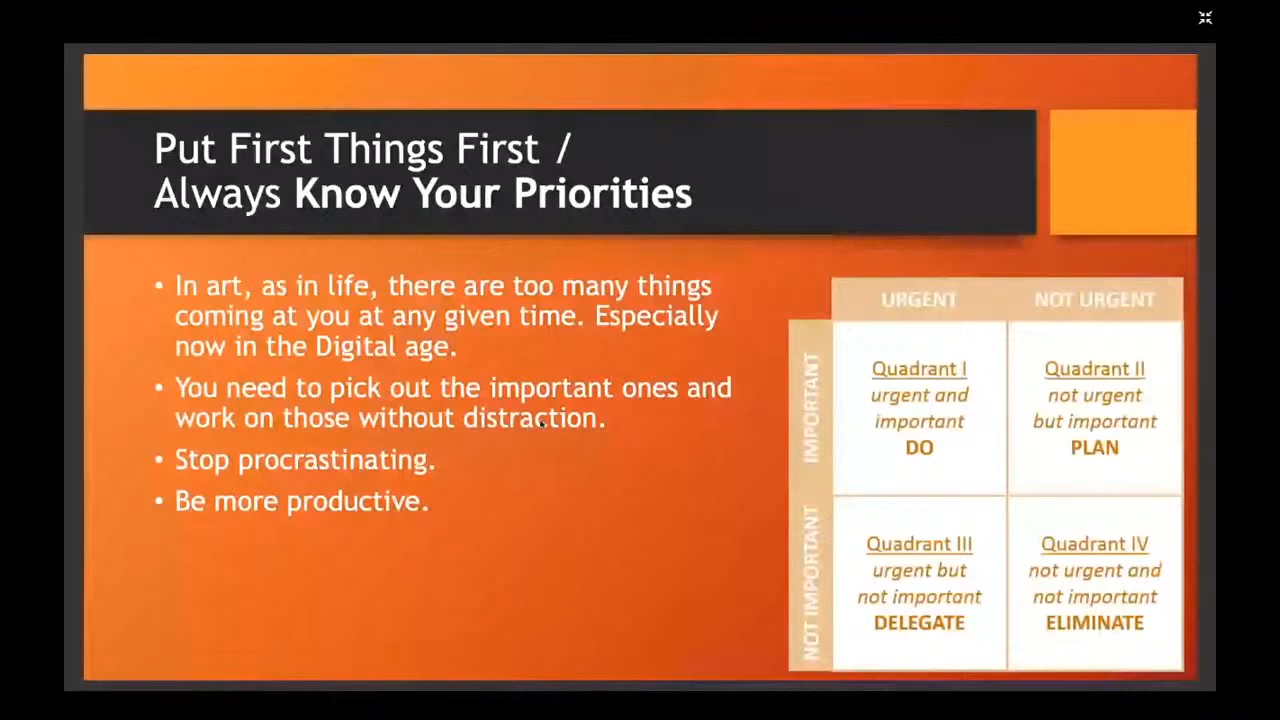 Put First Things First /
Always Know Your Priorities
• In art, as in life, there are too many things
coming at you at any given time. Especially
now in the Digital age.
• You need to pick out the important ones and
work on those without distraction.
• Stop procrastinating.
• Be more productive.
URGENT
NOT URGENT
IMPORTANT
Quadrant I
urgent and
important
DO
Quadrant II
not urgent
but important
PLAN
NOT IMPORTANT
Quadrant III
urgent but
not important
DELEGATE
Quadrant IV
not urgent and
not important
ELIMINATE